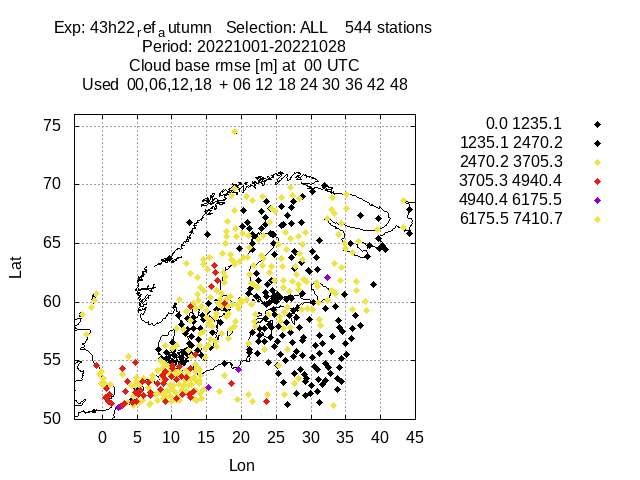 Exp: 43h22refautumn Selection: ALL 544 stations
Period: 20221001-20221028
Cloud base rmse [m] at 00 UTC
Used 00,06,12,18 + 06 12 18 24 30 36 42 48
0.0 1235.1
1235.1 2470.2
2470.2 3705.3
3705.3 4940.4
4940.4 6175.5
6175.5 7410.7
75
70
65
60
55
50
Lat
0 5 10 15 20 25 30 35 40 45
Lon